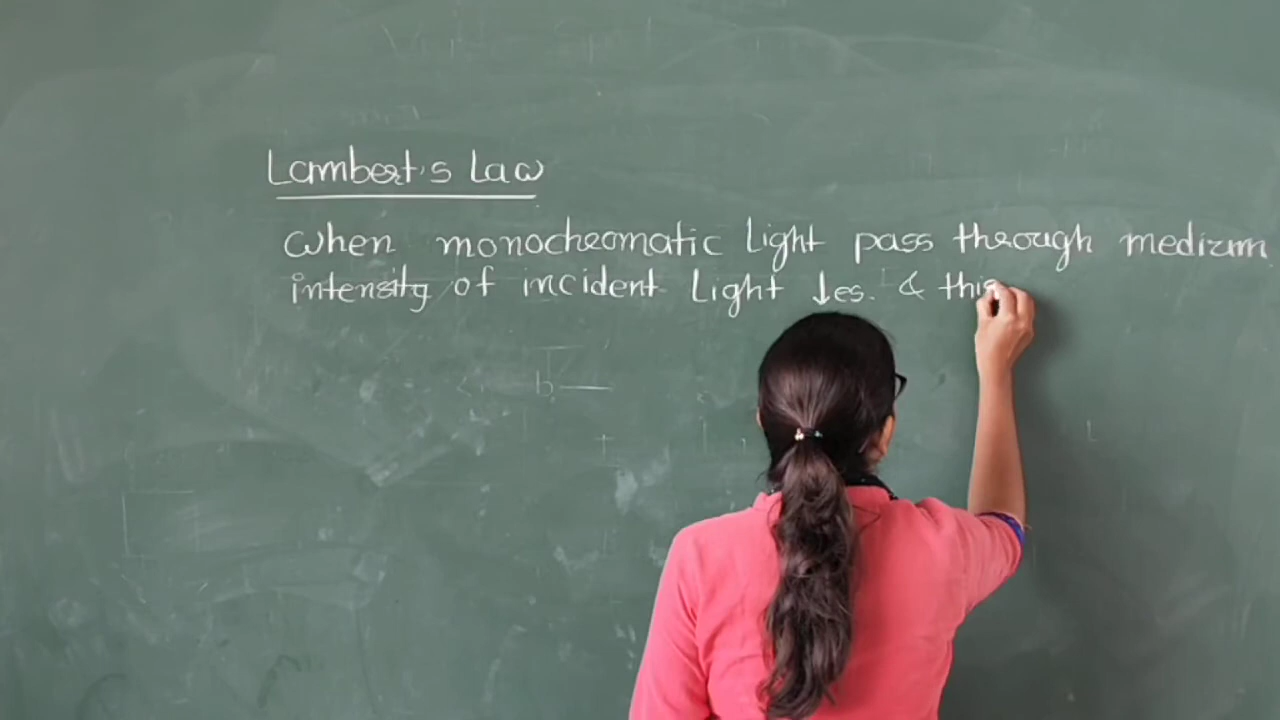 Lambert's Law
when monochromatic Light pass through medium
intensity of incident Light ↓es. & this